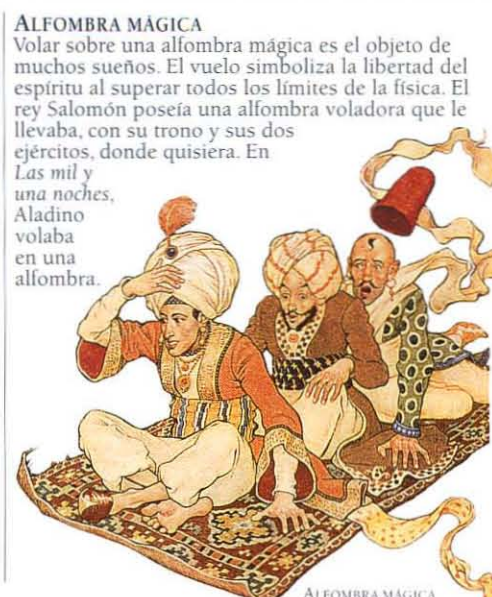 ALFOMBRA MÁGICA
Volar sobre una alfombra mágica es el objeto de
muchos sueños. El vuelo simboliza la libertad del
espíritu al superar todos los límites de la física. El
rey Salomón poseía una alfombra voladora que le
llevaba, con su trono y sus dos
ejércitos, donde quisiera. En
Las mil y
una noches,
Aladino
volaba
en una
alfombra.
ALFOMBRA MÁGICA